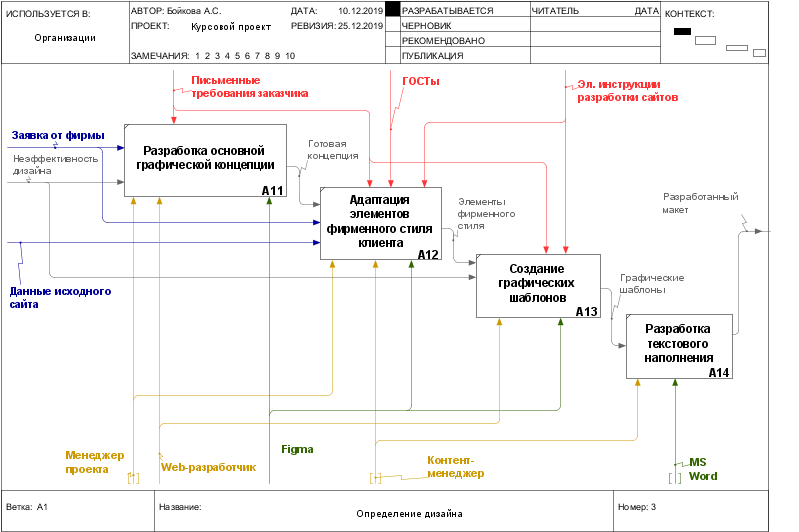 ИСПОЛЬЗУЕТСЯ В:
Организации
АВТОР: Бойкова А.С.
ДАТА: 10.12.2019
ПРОЕКТ: Курсовой проект
РЕВИЗИЯ: 25.12.2019
ЗАМЕЧАНИЯ: 1 2 3 4 5 6 7 8 9 10
РАЗРАБАТЫВАЕТСЯ
ЧЕРНОВИК
РЕКОМЕНДОВАНО
ПУБЛИКАЦИЯ
ЧИТАТЕЛЬ
ДАТА
КОНТЕКСТ:
Письменные
требования заказчика
ГОСТы
Эл. инструкции
разработки сайтов
Заявка от фирмы
Неэффективность
дизайна
Разработка основной
графической концепции
A11
Готовая
концепция
Адаптация
элементов
фирменного стиля
клиента
A12
Элементы
фирменного
стиля
Разработанный
макет
Данные исходного
сайта
Создание
графических
шаблонов
A13
Графические
шаблоны
Разработка
текстового
наполнения
A14
Менеджер
проекта
Web-разработчик
Figma
Контент-
менеджер
MS
Word
Ветка: A1
Название:
Определение дизайна
Номер: 3